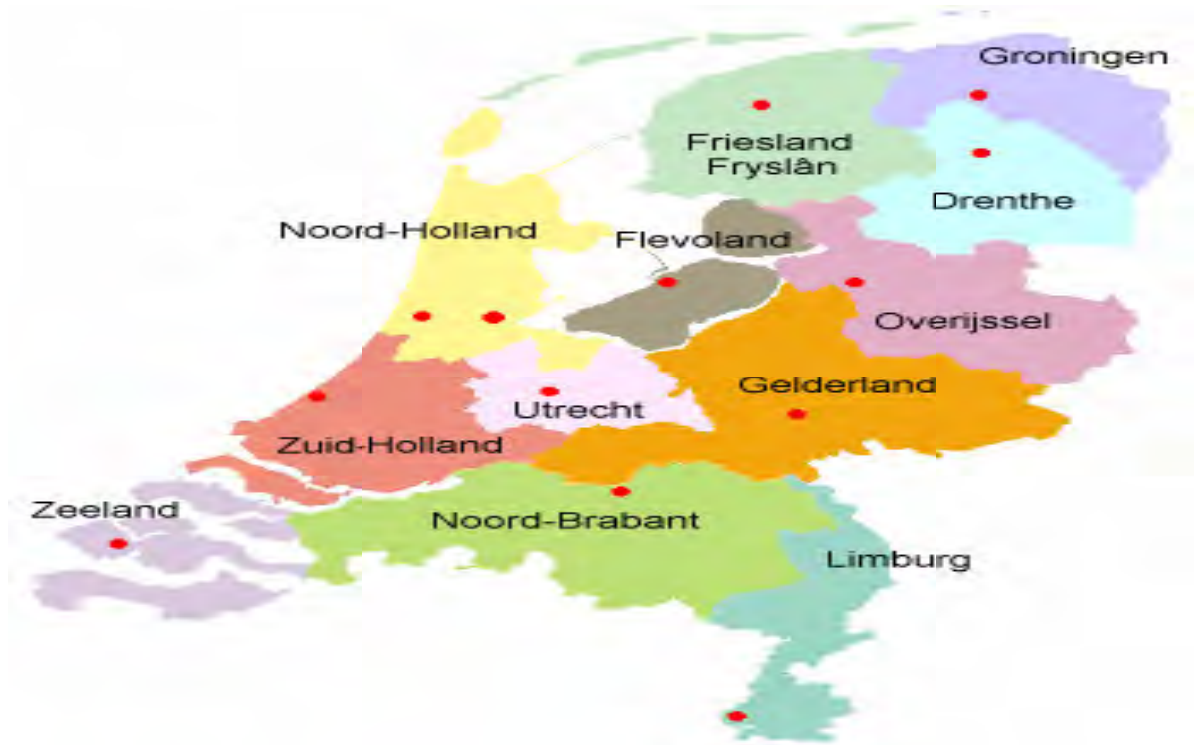 Groningen
Friesland
Fryslân
Drenthe
Noord-Holland
Flevoland
Overijssel
Gelderland
Utrecht
Zuid-Holland
Zeeland
Noord-Brabant
Limburg